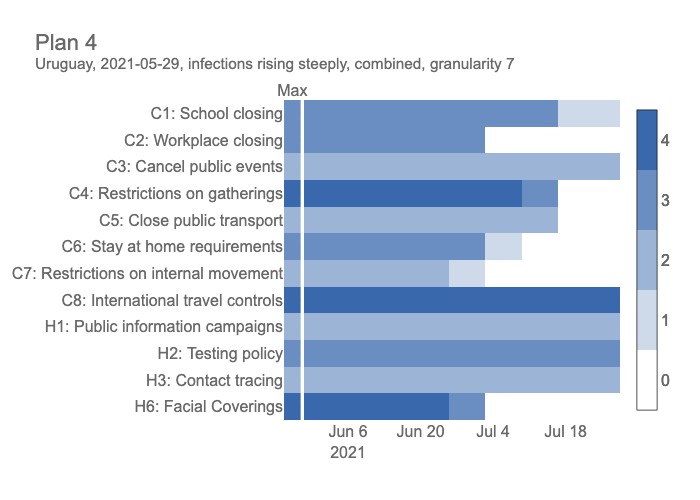 Plan 4
Uruguay, 2021-05-29, infections rising steeply, combined, granularity 7
Max
C1: School closing
C2: Workplace closing
C3: Cancel public events
C4: Restrictions on gatherings
C5: Close public transport
C6: Stay at home requirements
C7: Restrictions on internal movement
C8: International travel controls
H1: Public information campaigns
H2: Testing policy
H3: Contact tracing
H6: Facial Coverings
Jun 6 Jun 20 Jul 4 Jul 18
2021
4
3
2
1
0